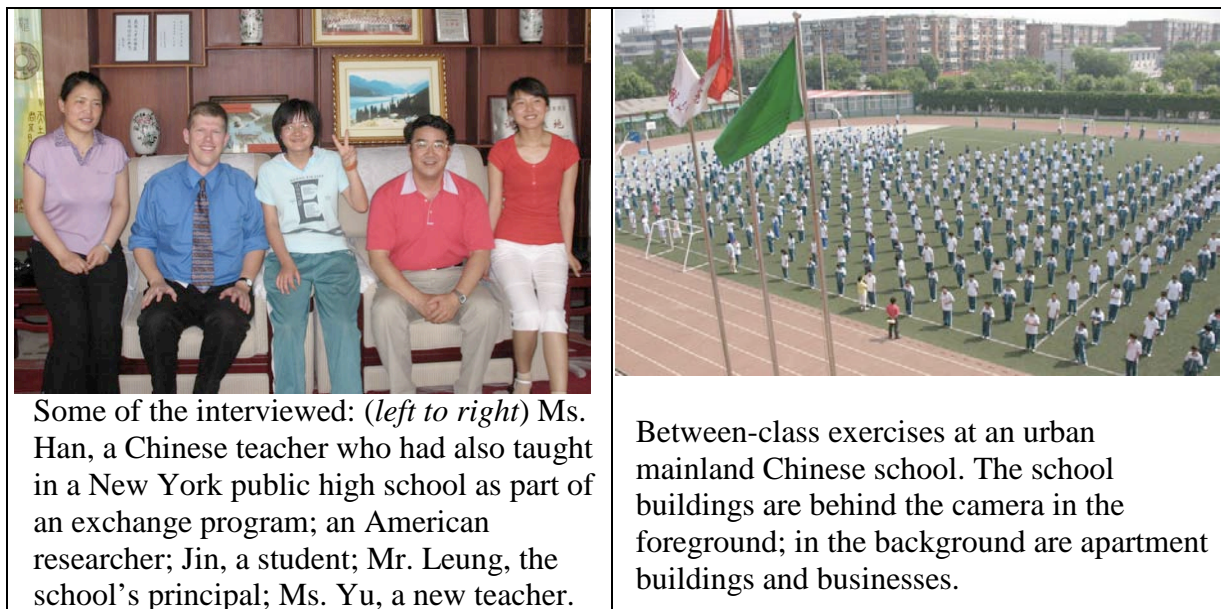 Some of the interviewed: (left to right) Ms.
Han, a Chinese teacher who had also taught
in a New York public high school as part of
an exchange program; an American
researcher; Jin, a student; Mr. Leung, the
school’s principal; Ms. Yu, a new teacher.
Between-class exercises at an urban
mainland Chinese school. The school
buildings are behind the camera in the
foreground; in the background are apartment
buildings and businesses.
E